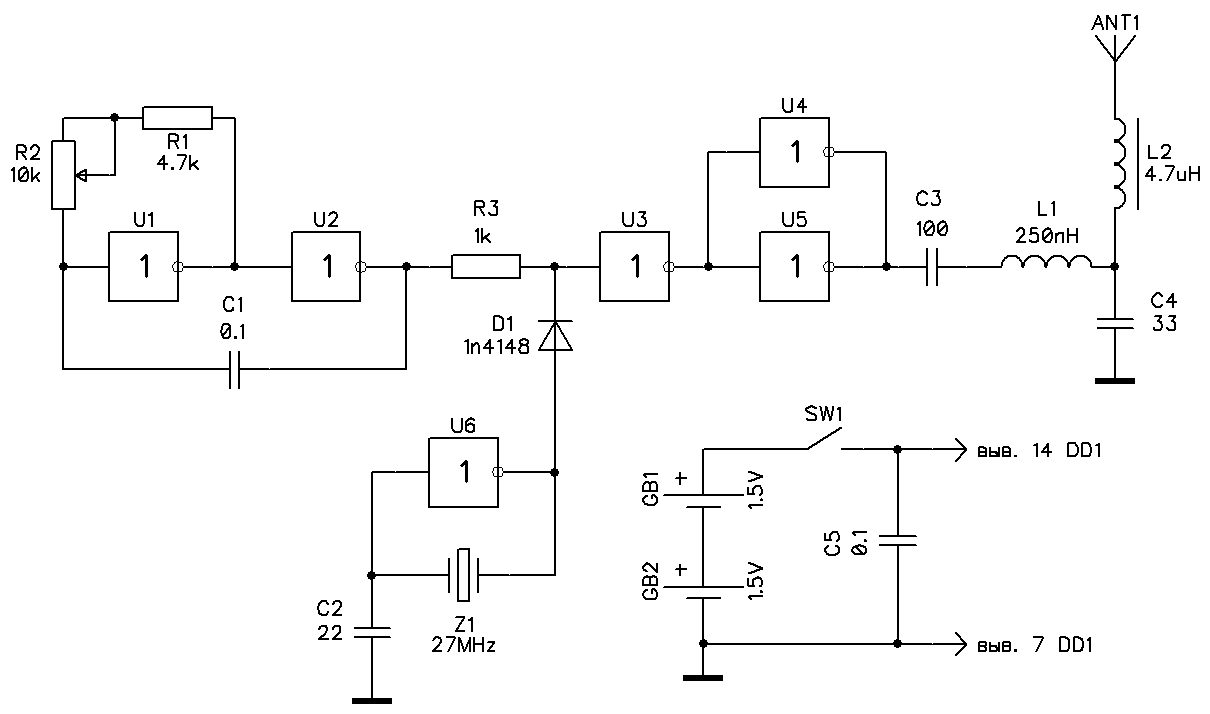 ANT1
U4
R1
4.7k
R2
10k
1
L2
4.7uH
U1
U2
R3
1k
U3
U5
C3
100
L1
250nH
1
1
1
1
C1
0.1
D1
1n4148
C4
33
SW1
U6
1
выв. 14 DD1
GB1
+
1.5V
C5
0.1
GB2
+
1.5V
C2
22
Z1
27MHz
выв. 7 DD1